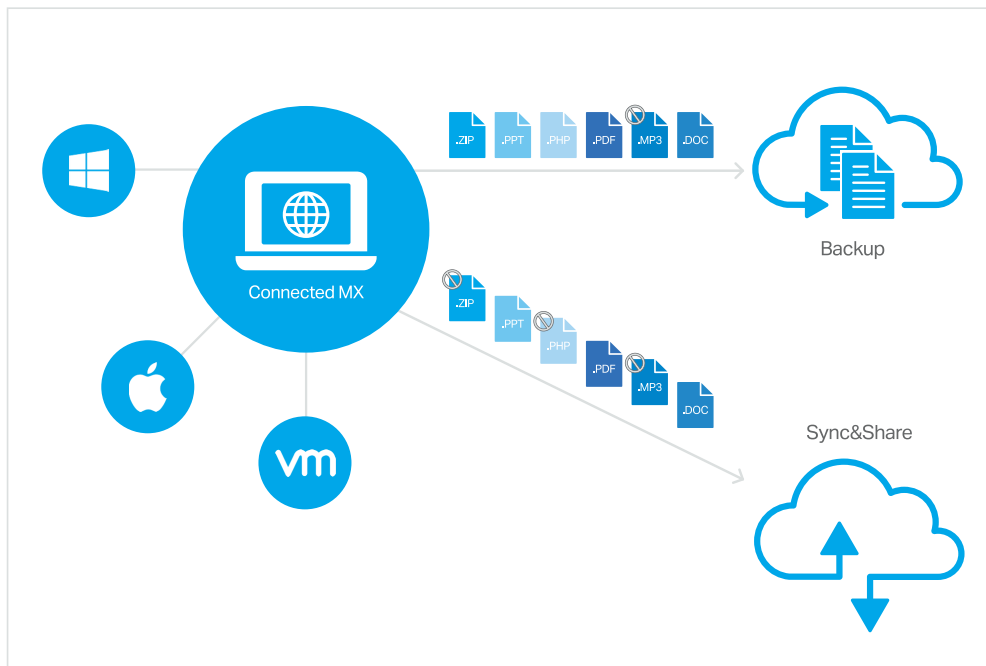 .ZIP
.PPT
.PHP
.PDF
.MP3
.DOC
Backup
Connected MX
.ZIP
.PPT
.PHP
.PDF
.MP3
.DOC
Sync&Share
vm